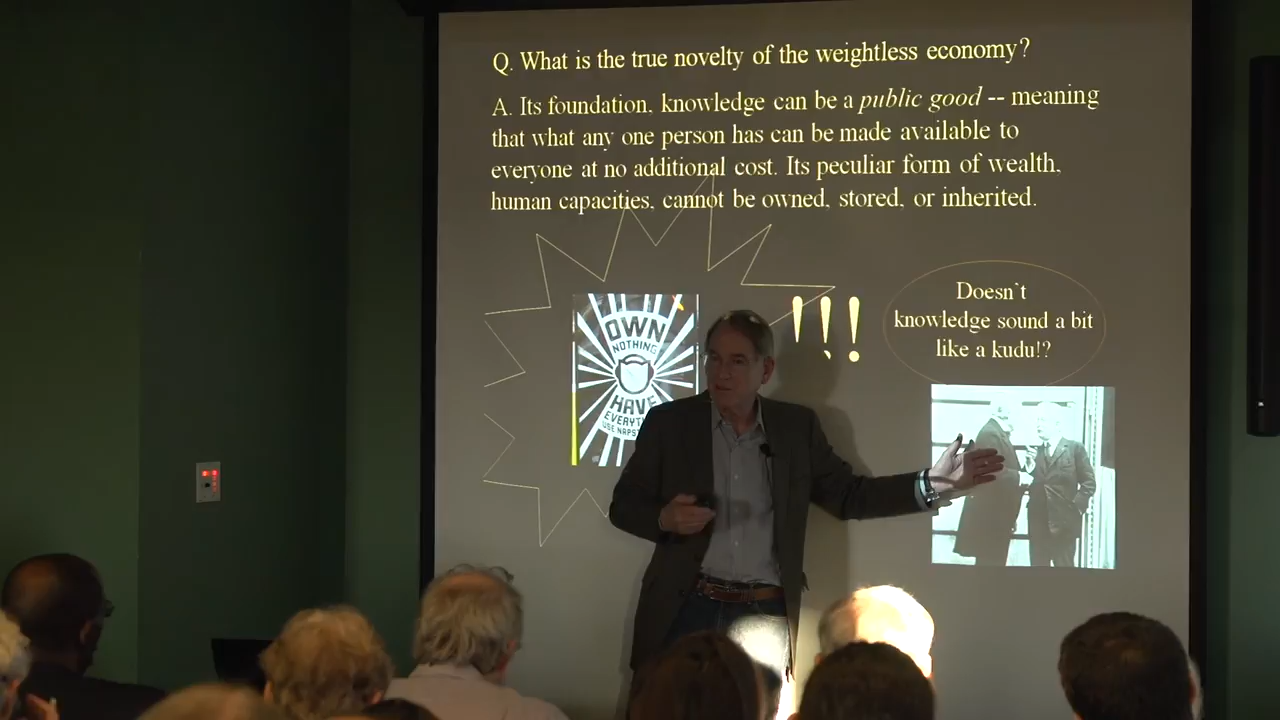 Q. What is the true novelty of the weightless economy?
A. Its foundation, knowledge can be a public good -- meaning
that what any one person has can be made available to
everyone at no additional cost. Its peculiar form of wealth,
human capacities, cannot be owned, stored, or inherited.
!!!
Doesn`t
knowledge sound a bit
like a kudu!?
OWN
NOTHING
HAVE
USE